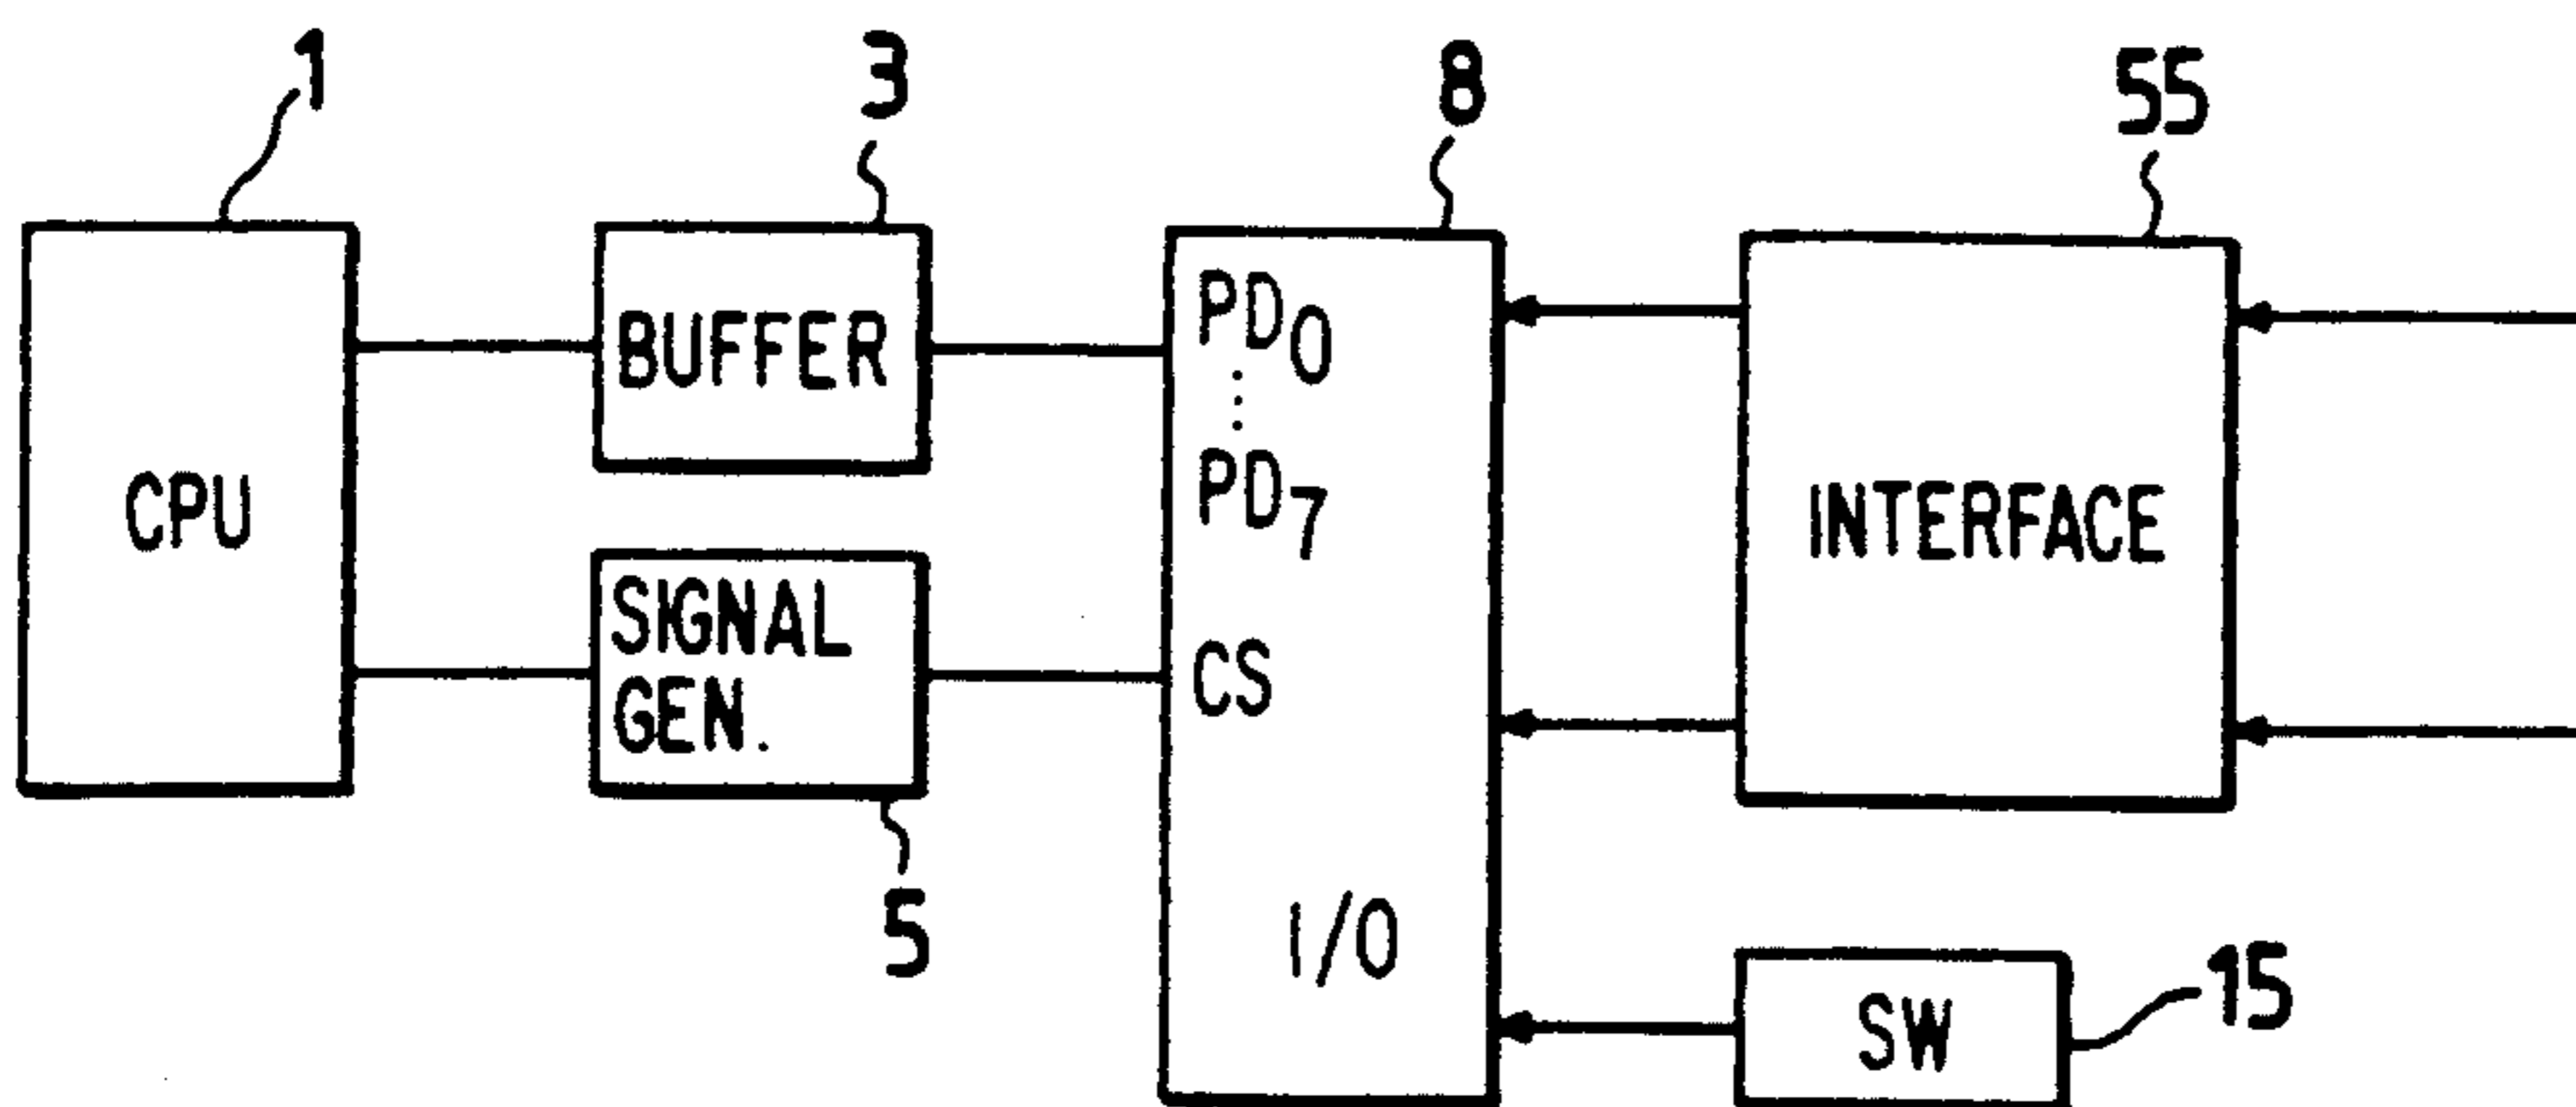 1
3
8
55
CPU
BUFFER
PD0
PD7
CS
I/O
INTERFACE
SIGNAL
GEN.
5
SW
15